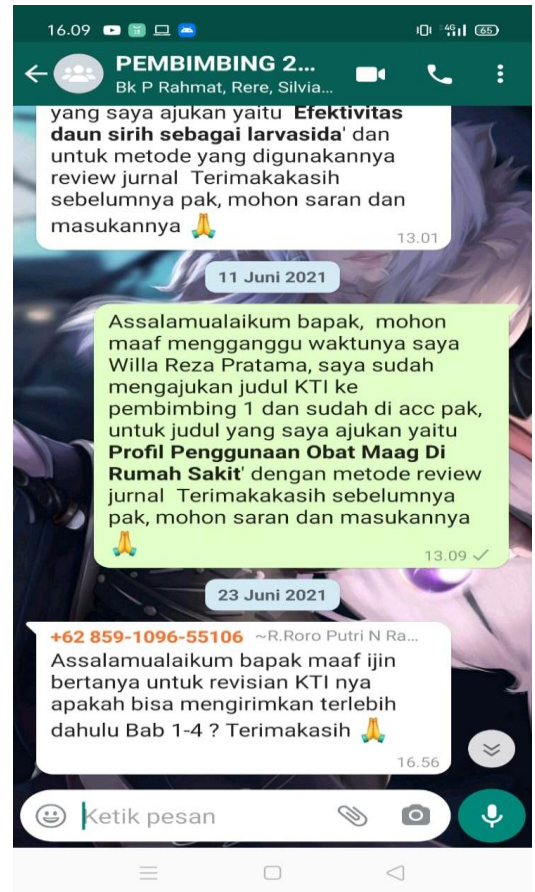 16.09
4G
65
PEMBIMBING 2...
Bk P Rahmat, Rere, Silvia...
yang saya ajukan yaitu Efektivitas
daun sirih sebagai larvasida' dan
untuk metode yang digunakannya
review jurnal  Terimakakasih
sebelumnya pak, mohon saran dan
masukannya 🙏
13.01
11 Juni 2021
Assalamualaikum bapak,  mohon
maaf mengganggu waktunya saya
Willa Reza Pratama, saya sudah
mengajukan judul KTI ke
pembimbing 1 dan sudah di acc pak,
untuk judul yang saya ajukan yaitu
Profil Penggunaan Obat Maag Di
Rumah Sakit' dengan metode review
jurnal  Terimakakasih sebelumnya
pak, mohon saran dan masukannya
🙏
13.09
23 Juni 2021
+62 859-1096-55106 ~R.Roro Putri N Ra...
Assalamualaikum bapak maaf ijin
bertanya untuk revisian KTI nya
apakah bisa mengirimkan terlebih
dahulu Bab 1-4 ? Terimakasih 🙏
16.56
Ketik pesan